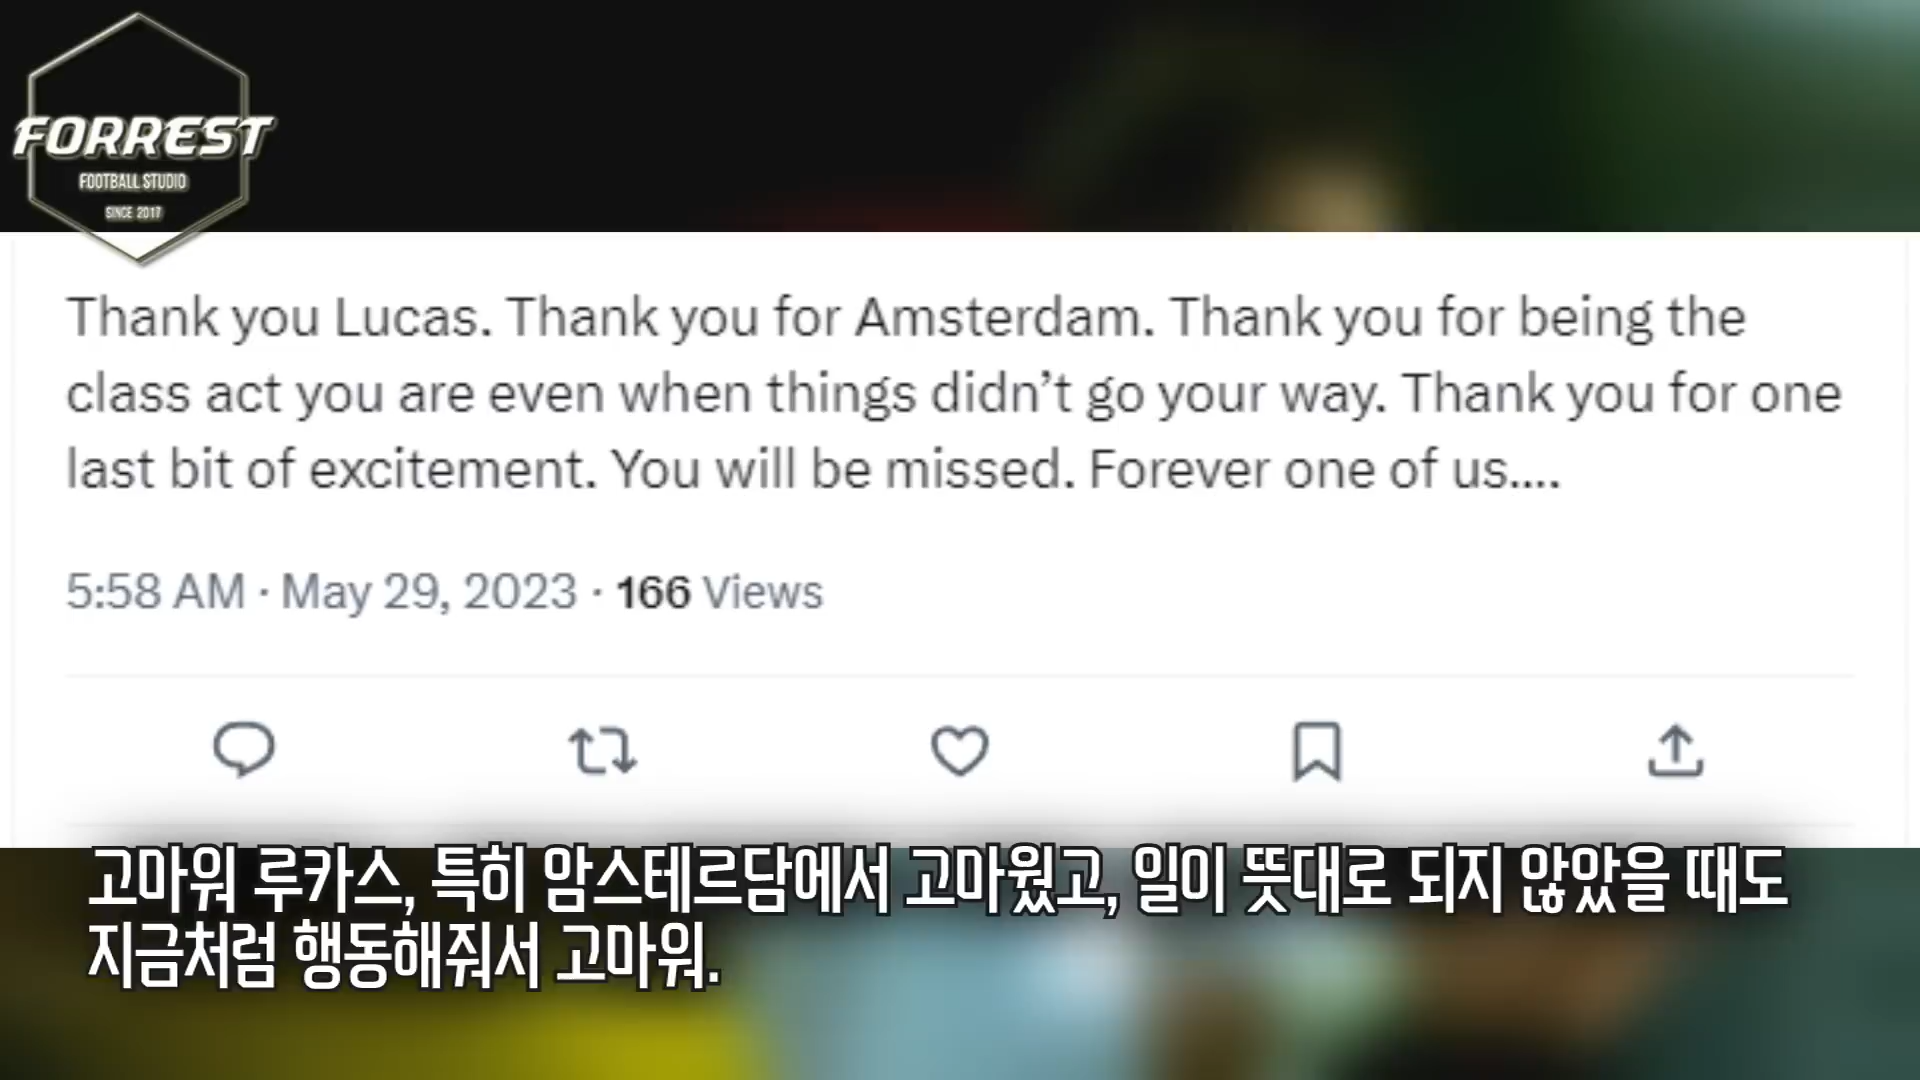 FORREST
FOOTBALL STUDIO
SINCE 2017
Thank you Lucas. Thank you for Amsterdam. Thank you for being the
class act you are even when things didn’t go your way. Thank you for one
last bit of excitement. You will be missed. Forever one of us....
5:58 AM · May 29, 2023 · 166 Views
고마워 루카스, 특히 암스테르담에서 고마웠고, 일이 뜻대로 되지 않았을 때도
지금처럼 행동해줘서 고마워.